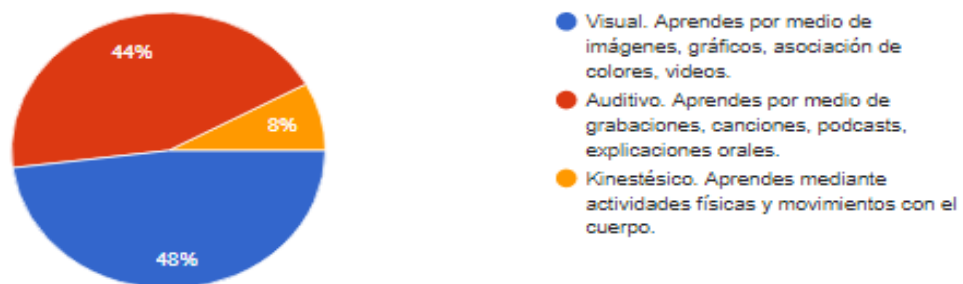 44%
8%
48%
Visual. Aprendes por medio de
imágenes, gráficos, asociación de
colores, videos.
Auditivo. Aprendes por medio de
grabaciones, canciones, podcasts,
explicaciones orales.
Kinestésico. Aprendes mediante
actividades físicas y movimientos con el
cuerpo.